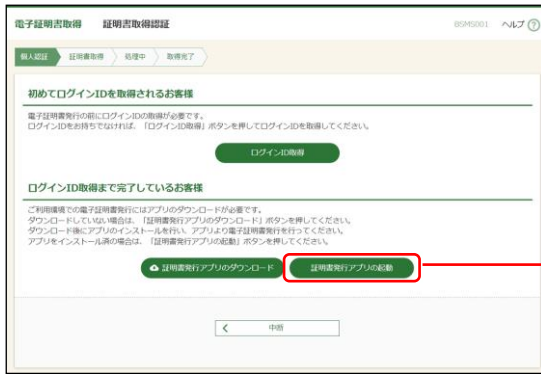 電子証明書取得 証明書取得認証 BSMS001 ヘルプ ?
個人認証 証明書取得 処理中 取得完了
初めてログインIDを取得されるお客様
電子証明書発行の前にログインIDの取得が必要です。
ログインIDをお持ちでなければ、「ログインID取得」ボタンを押してログインIDを取得してください。
ログインID取得
ログインID取得まで完了しているお客様
ご利用環境での電子証明書発行にはアプリのダウンロードが必要です。
ダウンロードしていない場合は、「証明書発行アプリのダウンロード」ボタンを押してください。
ダウンロード後にアプリのインストールを行い、アプリより電子証明書発行を行ってください。
アプリをインストール済の場合は、「証明書発行アプリの起動」ボタンを押してください。
証明書発行アプリのダウンロード 証明書発行アプリの起動
中断